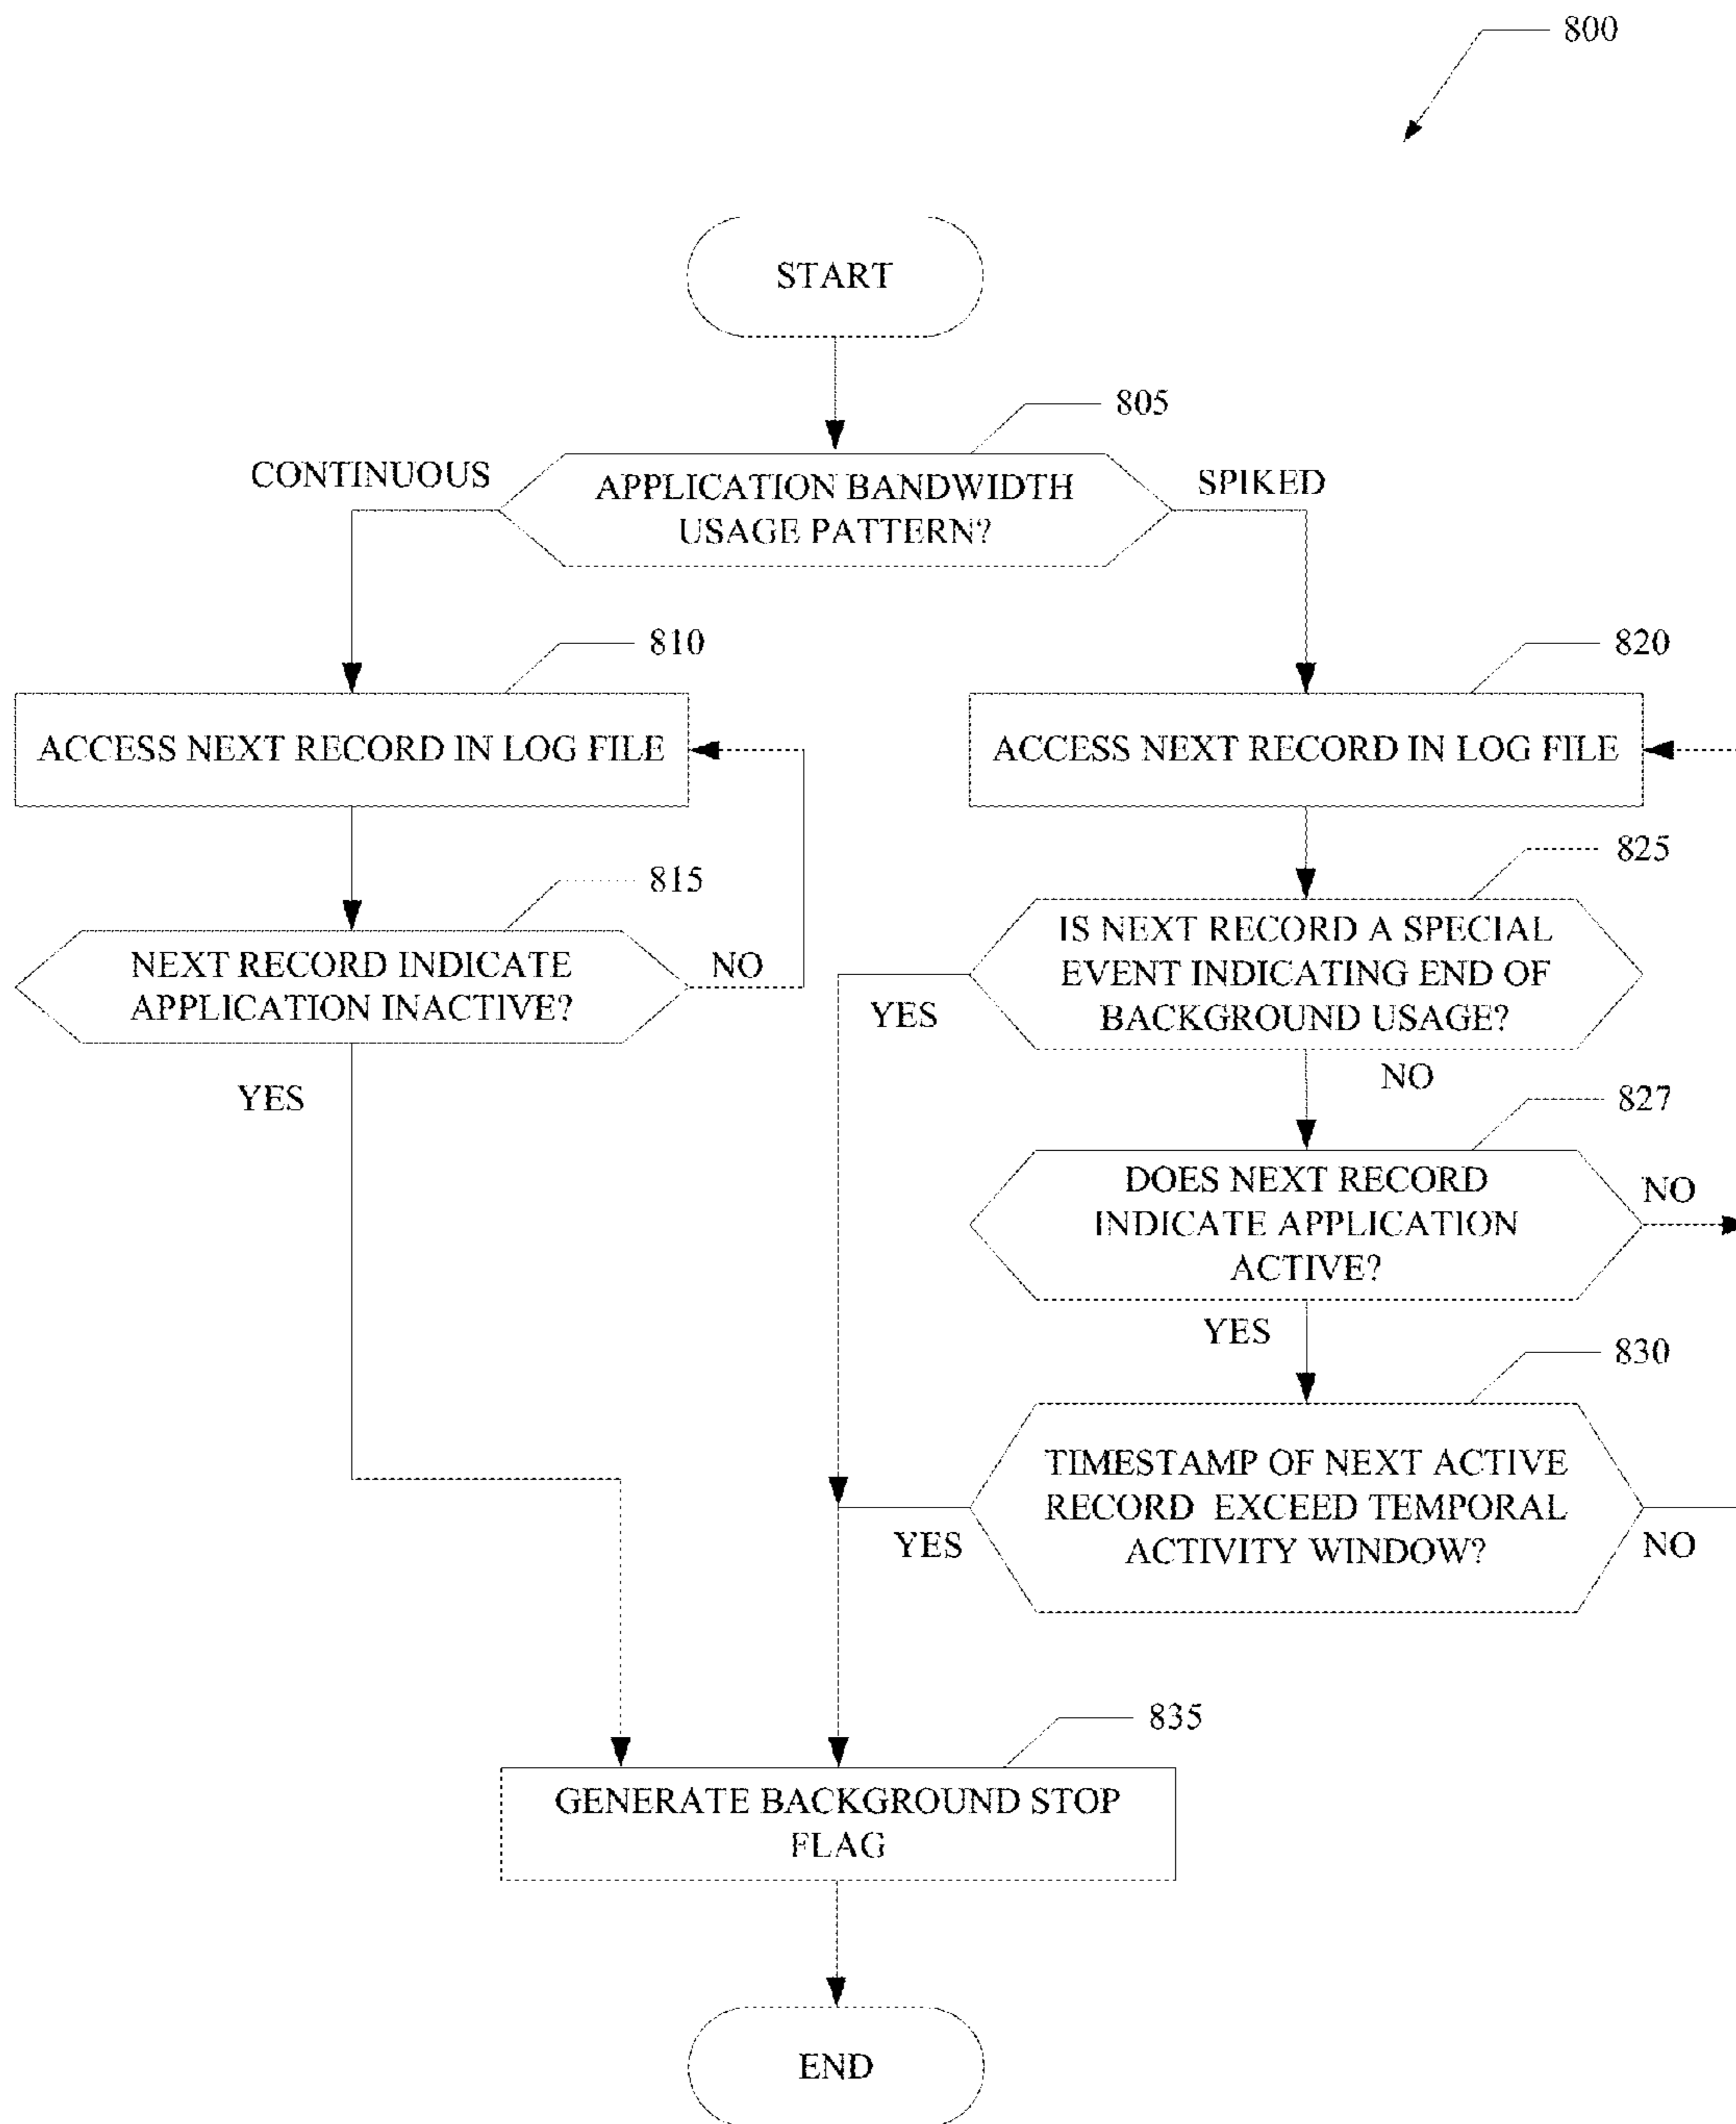 800
START
805
CONTINUOUS
APPLICATION BANDWIDTH
USAGE PATTERN?
SPIKED
810
ACCESS NEXT RECORD IN LOG FILE
815
NEXT RECORD INDICATE
APPLICATION INACTIVE?
NO
YES
820
ACCESS NEXT RECORD IN LOG FILE
825
IS NEXT RECORD A SPECIAL
EVENT INDICATING END OF
BACKGROUND USAGE?
YES
NO
827
DOES NEXT RECORD
INDICATE APPLICATION
ACTIVE?
NO
YES
830
TIMESTAMP OF NEXT ACTIVE
RECORD EXCEED TEMPORAL
ACTIVITY WINDOW?
YES
NO
835
GENERATE BACKGROUND STOP
FLAG
END